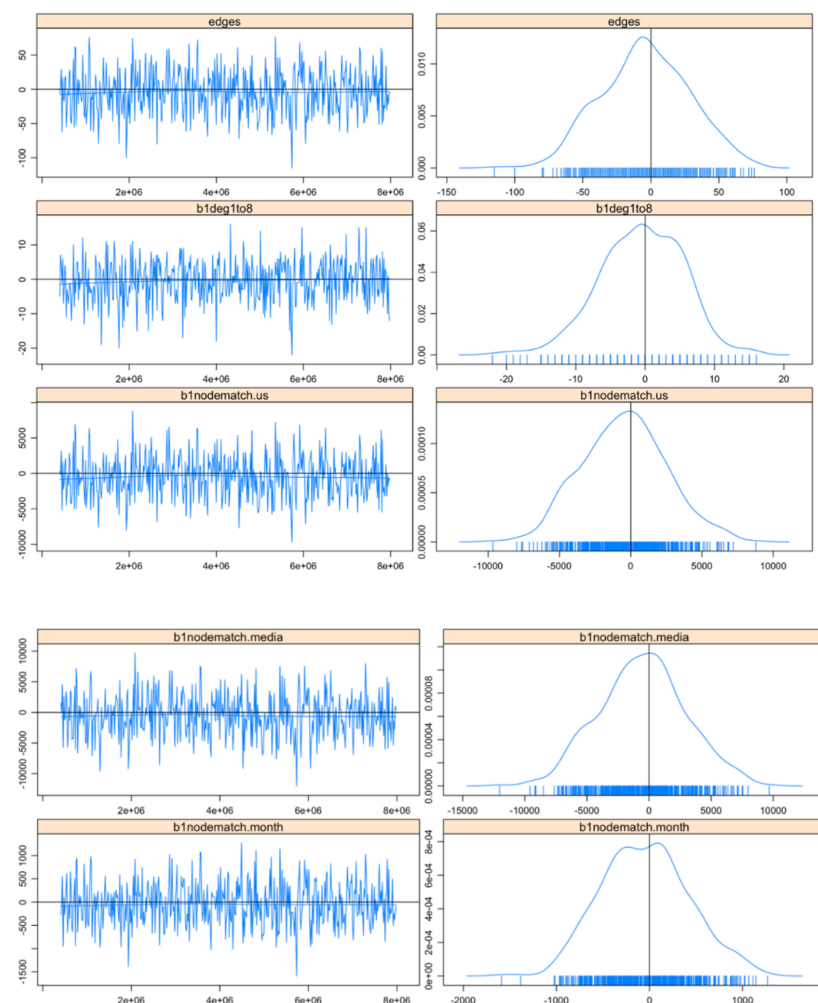 edges
edges
50
0
-50
-100
2e+06 4e+06 6e+06 8e+06
0.010
0.005
0.000
-150 -100 -50 0 50 100
b1deg1to8
b1deg1to8
10
0
-10
-20
2e+06 4e+06 6e+06 8e+06
0.06
0.04
0.02
0.00
-20 -10 0 10 20
b1nodematch.us
b1nodematch.us
5000
0
-5000
-10000
2e+06 4e+06 6e+06 8e+06
0.00010
0.00005
0.00000
-10000 -5000 0 5000 10000
b1nodematch.media
b1nodematch.media
10000
5000
0
-5000
-10000
2e+06 4e+06 6e+06 8e+06
0.00008
0.00004
0.00000
-15000 -10000 -5000 0 5000 10000
b1nodematch.month
b1nodematch.month
1000
500
0
-500
-1500
2e+06 4e+06 6e+06 8e+06
8e-04
6e-04
4e-04
2e-04
0e+00
-2000 -1000 0 1000